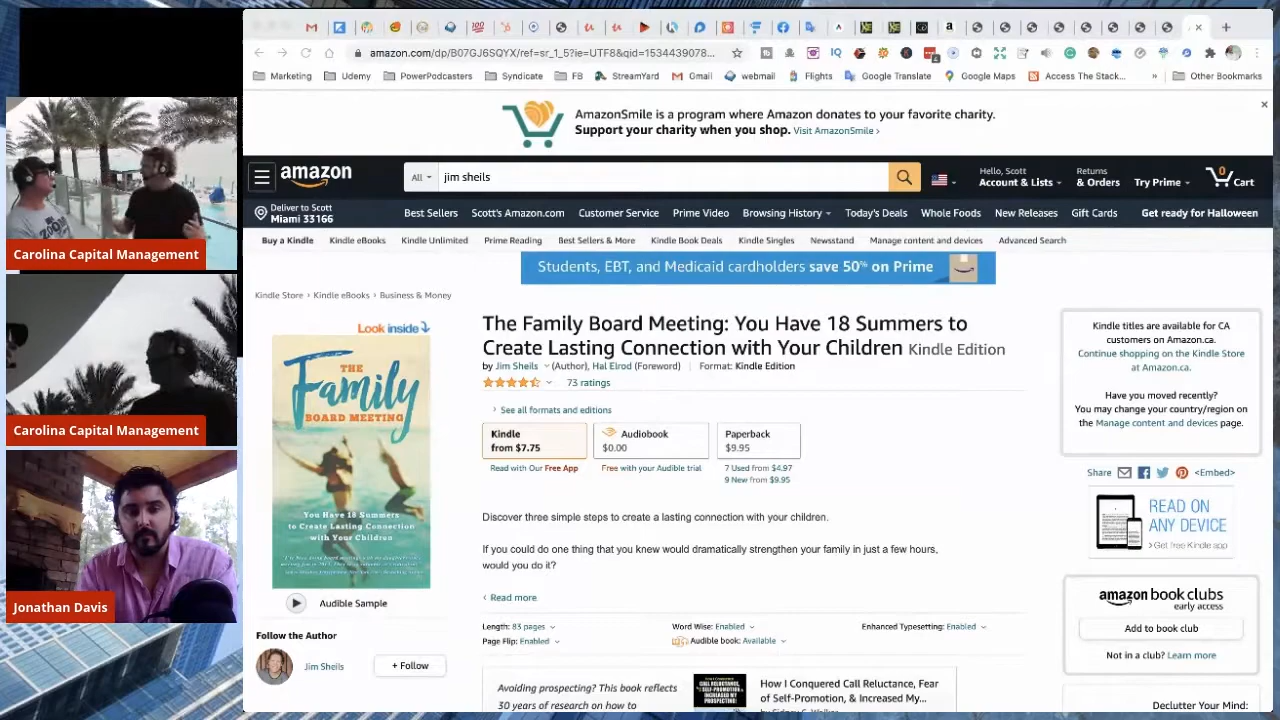 amazon.com/dp/B07GJ6SQYX/ref=sr_1_5?ie=UTF8&qid=1534439078...
Marketing
Udemy
PowerPodcasters
Syndicate
FB
StreamYard
Gmail
webmail
Flights
Google Translate
Google Maps
Access The Stack...
»
Other Bookmarks
AmazonSmile is a program where Amazon donates to your favorite charity.
Support your charity when you shop. Visit AmazonSmile ›
amazon
All
jim sheils
Hello, Scott
Account & Lists
Returns
& Orders
Try Prime
0
Cart
Deliver to Scott
Miami 33166
Best Sellers
Scott's Amazon.com
Customer Service
Prime Video
Browsing History
Today's Deals
Whole Foods
New Releases
Gift Cards
Get ready for Halloween
Buy a Kindle
Kindle eBooks
Kindle Unlimited
Prime Reading
Best Sellers & More
Kindle Book Deals
Kindle Singles
Newsstand
Manage content and devices
Advanced Search
Students, EBT, and Medicaid cardholders save 50% on Prime
Kindle Store › Kindle eBooks › Business & Money
Look inside
THE
Family
BOARD MEETING
You Have 18 Summers
to Create Lasting Connection
with Your Children
Audible Sample
Follow the Author
Jim Sheils
+ Follow
The Family Board Meeting: You Have 18 Summers to
Create Lasting Connection with Your Children Kindle Edition
by Jim Sheils (Author), Hal Elrod (Foreword) | Format: Kindle Edition
73 ratings
› See all formats and editions
Kindle
from $7.75
Audiobook
$0.00
Paperback
$9.95
Read with Our Free App
Free with your Audible trial
7 Used from $4.97
9 New from $9.95
Discover three simple steps to create a lasting connection with your children.
If you could do one thing that you knew would dramatically strengthen your family in just a few hours,
would you do it?
‹ Read more
Length: 83 pages
Word Wise: Enabled
Enhanced Typesetting: Enabled
Page Flip: Enabled
Audible book: Available
Avoiding prospecting? This book reflects
30 years of research on how to
How I Conquered Call Reluctance, Fear
of Self-Promotion, & Increased My...
Kindle titles are available for CA
customers on Amazon.ca.
Continue shopping on the Kindle Store
at Amazon.ca.
Have you moved recently?
You may change your country/region on
the Manage content and devices page.
Share
<Embed>
READ ON
ANY DEVICE
› Get free Kindle app
amazon book clubs
early access
Add to book club
Not in a club? Learn more
Declutter Your Mind:
Carolina Capital Management
Carolina Capital Management
Jonathan Davis